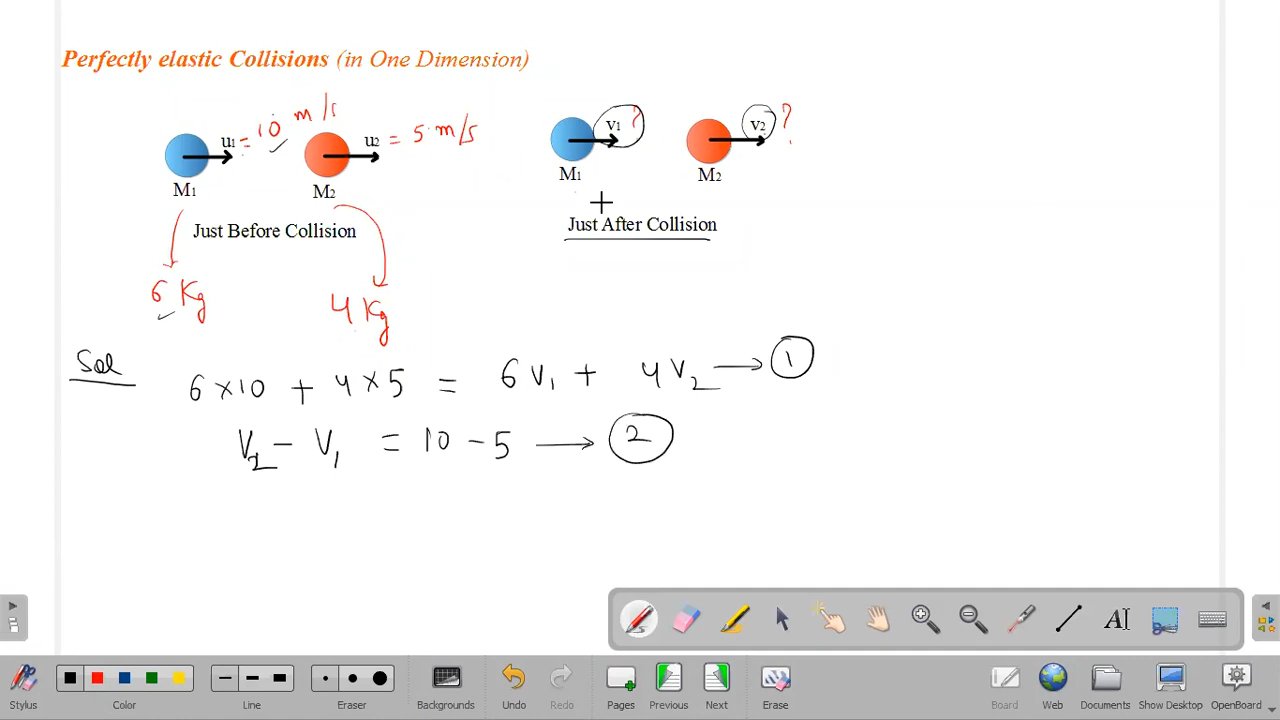 Perfectly elastic Collisions (in One Dimension)
u1 = 10 m/s
u2 = 5 m/s
v1 ?
v2 ?
M1
M2
M1
M2
Just Before Collision
Just After Collision
6 Kg
4 Kg
Sol
6 × 10 + 4 × 5 = 6 V1 + 4 V2 → 1
V2 - V1 = 10 - 5 → 2
Stylus
Color
Line
Eraser
Backgrounds
Undo
Redo
Pages
Previous
Next
Erase
Board
Web
Documents
Show Desktop
OpenBoard